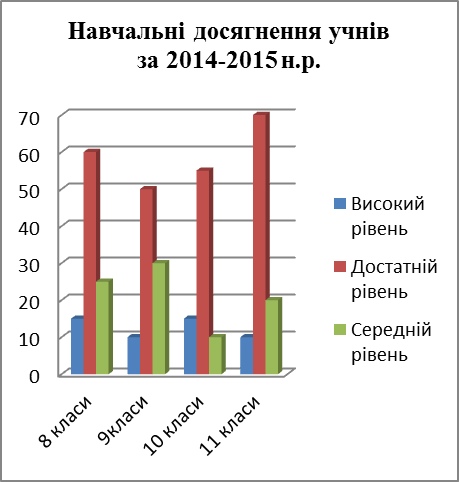 Навчальні досягнення учнів
за 2014-2015 н.р.
70
60
50
40
30
20
10
0
8 класи
9класи
10 класи
11 класи
Високий
рівень
Достатній
рівень
Середній
рівень